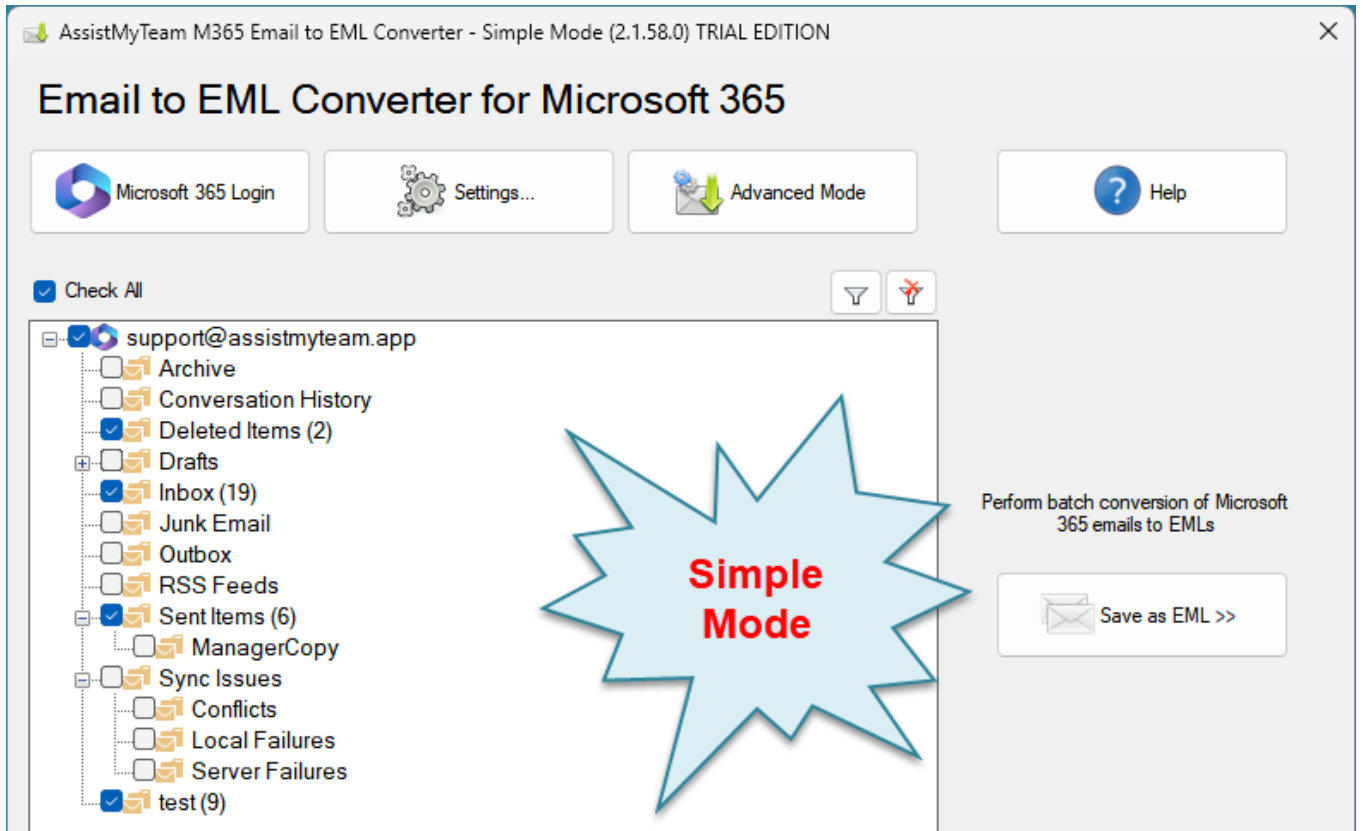 AssistMyTeam M365 Email to EML Converter - Simple Mode (2.1.58.0) TRIAL EDITION
Email to EML Converter for Microsoft 365
Microsoft 365 Login
Settings...
Advanced Mode
Help
Check All
support@assistmyteam.app
Archive
Conversation History
Deleted Items (2)
Drafts
Inbox (19)
Junk Email
Outbox
RSS Feeds
Sent Items (6)
ManagerCopy
Sync Issues
Conflicts
Local Failures
Server Failures
test (9)
Simple
Mode
Perform batch conversion of Microsoft
365 emails to EMLs
Save as EML >>